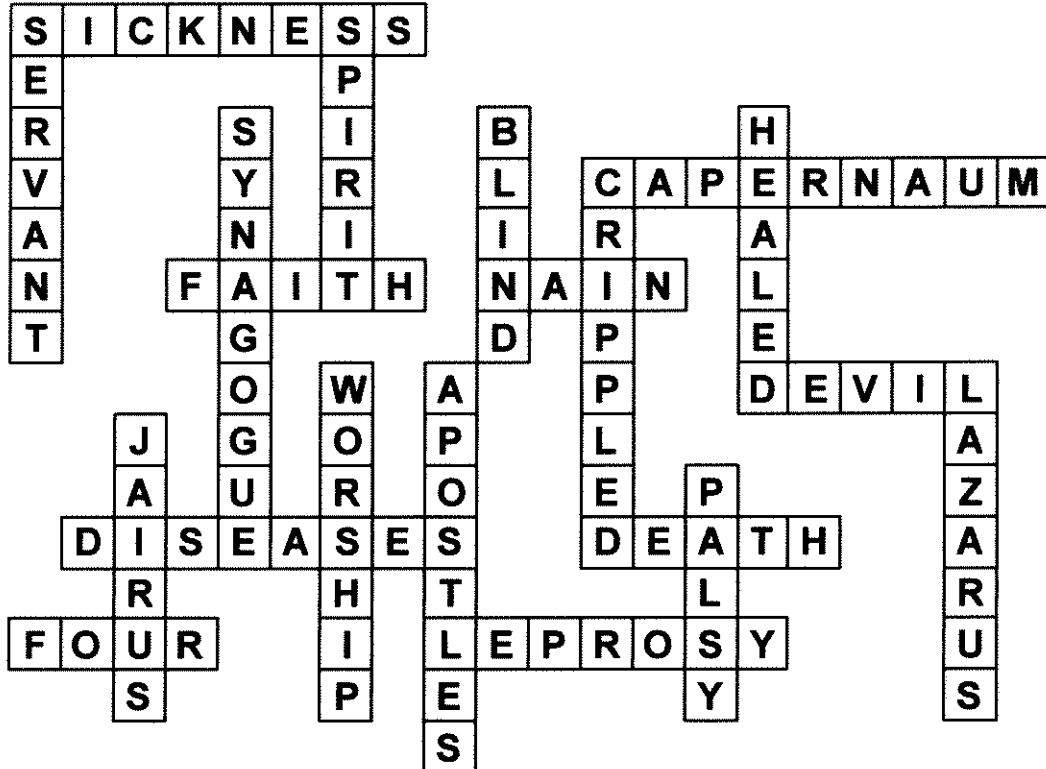 SICKNESS
SERVANT
SPIRIT
SYNAGOGUE
BLIND
HEALED
CAPERNAUM
CRIPPLED
FAITH
NAIN
WORSHIP
APOSTLES
DEVIL
LAZARUS
JAIRUS
PALSY
DISEASES
DEATH
FOUR
LEPROSY